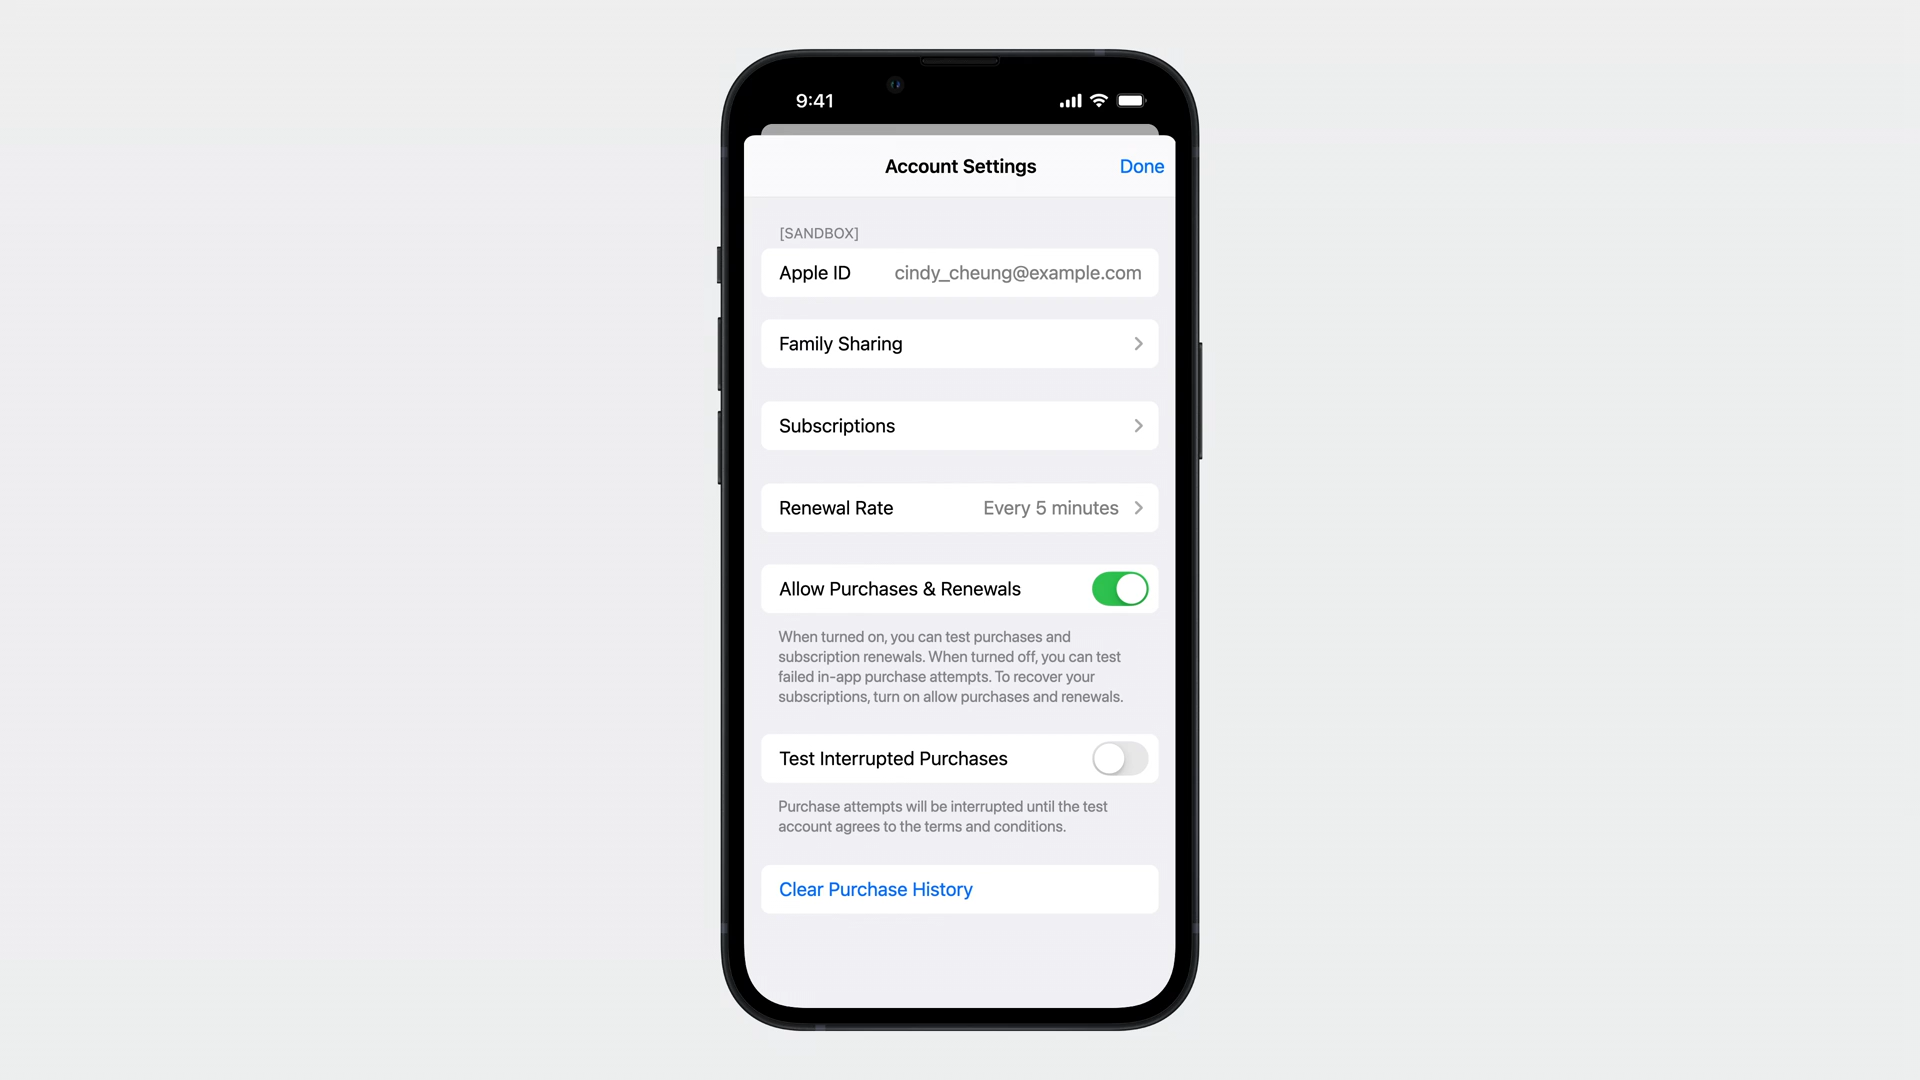 9:41
Account Settings
Done
[SANDBOX]
Apple ID cindy_cheung@example.com
Family Sharing
Subscriptions
Renewal Rate Every 5 minutes
Allow Purchases & Renewals
When turned on, you can test purchases and
subscription renewals. When turned off, you can test
failed in-app purchase attempts. To recover your
subscriptions, turn on allow purchases and renewals.
Test Interrupted Purchases
Purchase attempts will be interrupted until the test
account agrees to the terms and conditions.
Clear Purchase History